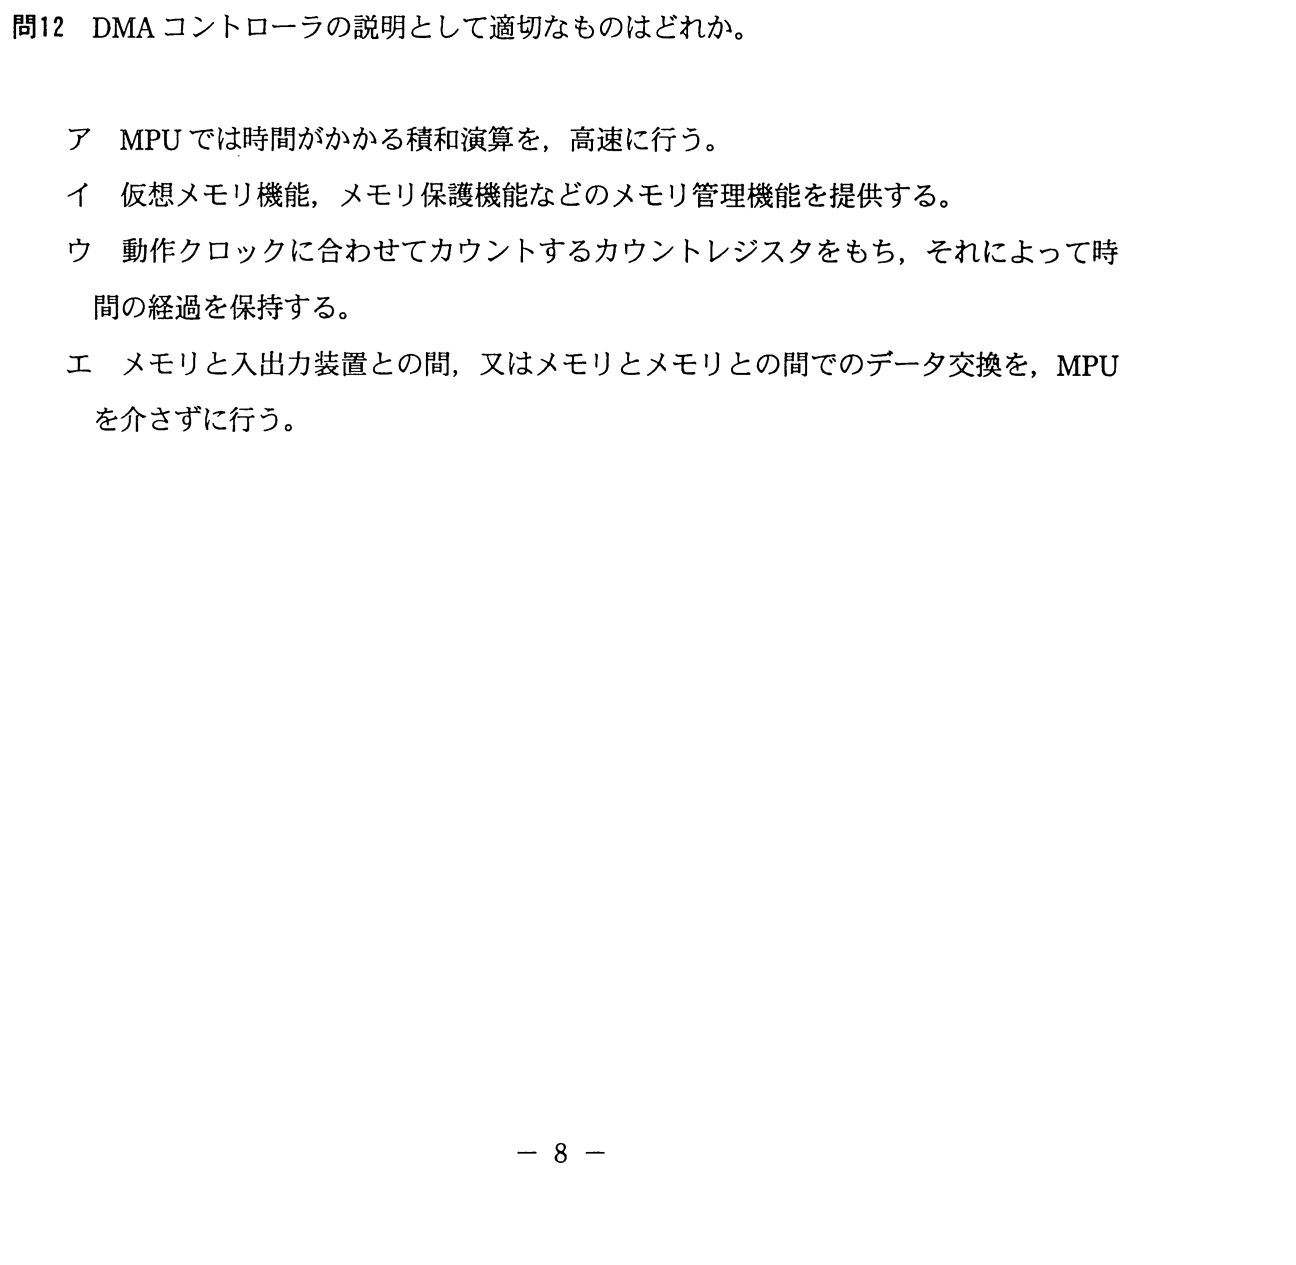 問12 DMA コントローラの説明として適切なものはどれか。
ア MPU では時間がかかる積和演算を，高速に行う。
イ 仮想メモリ機能，メモリ保護機能などのメモリ管理機能を提供する。
ウ 動作クロックに合わせてカウントするカウントレジスタをもち，それによって時
間の経過を保持する。
エ メモリと入出力装置との間，又はメモリとメモリとの間でのデータ交換を，MPU
を介さずに行う。
－ 8 －